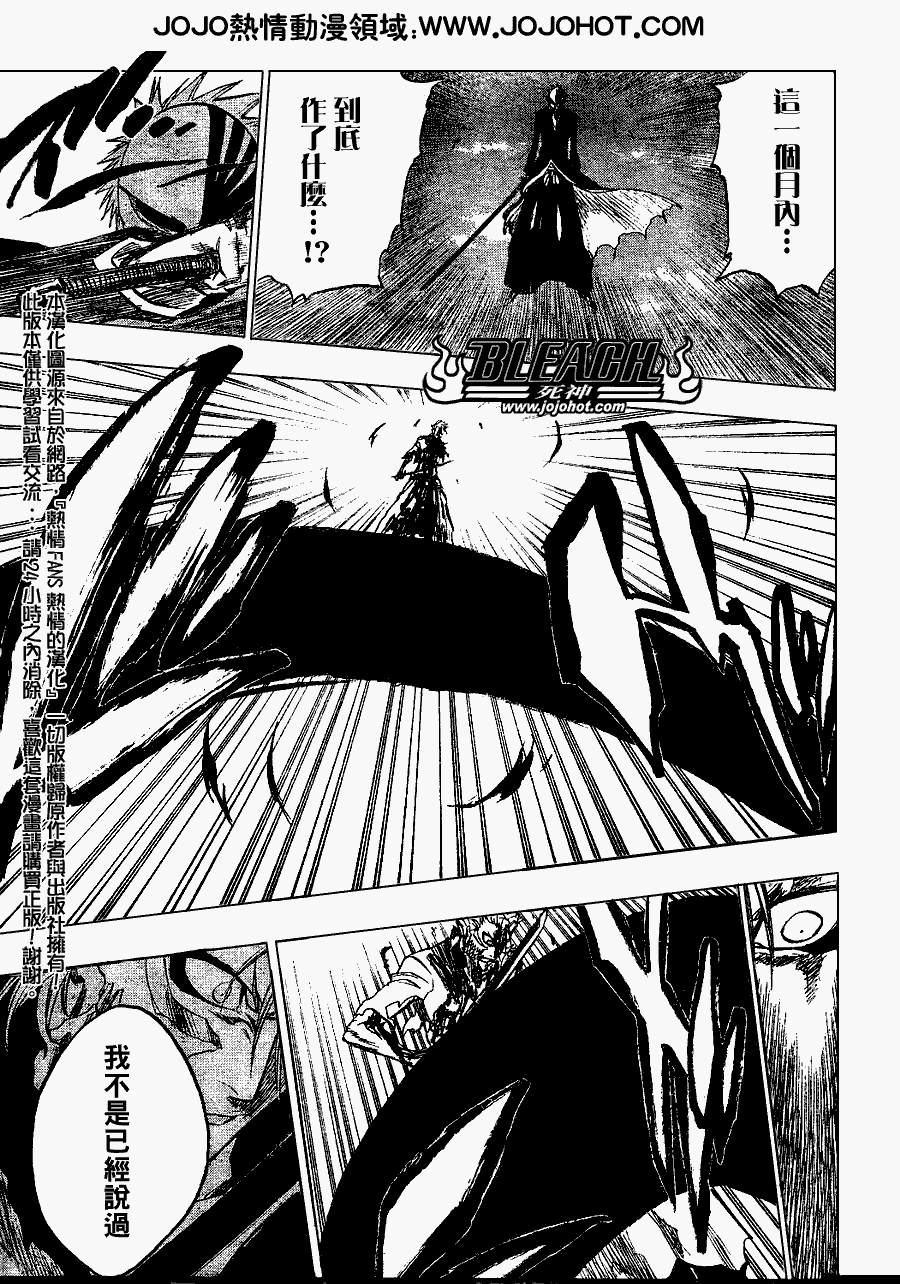 JOJO熱情動漫領域:WWW.JOJOHOT.COM
這一個月內…
到底
作了什麼…!?
BLEACH
死神
www.jojohot.com
本漢化圖源來自於網路，『熱情FANS 熱情的漢化』一切版權歸原作者與出版社擁有！
此版本僅供學習試看交流...請24小時之內消除，喜歡這套漫畫請購買正版！謝謝。
我不是已經說過